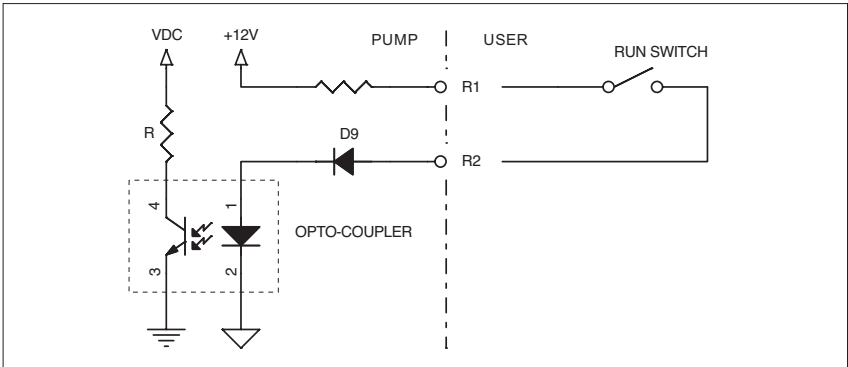 VDC +12V PUMP USER
RUN SWITCH
R1
D9
R
R2
4 1
OPTO-COUPLER
3 2